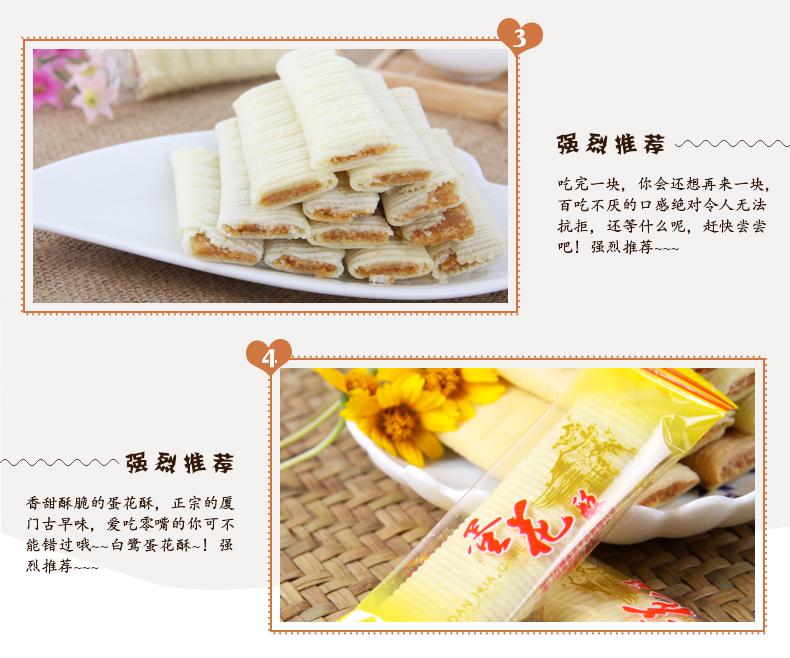 3
强烈推荐
吃完一块，你会还想再来一块，
百吃不厌的口感绝对令人无法
抗拒，还等什么呢，赶快尝尝
吧！强烈推荐~~~
4
强烈推荐
香甜酥脆的蛋花酥，正宗的厦
门古早味，爱吃零嘴的你可不
能错过哦~~白鹭蛋花酥~！强
烈推荐~~~
蛋花酥
DAN HUA